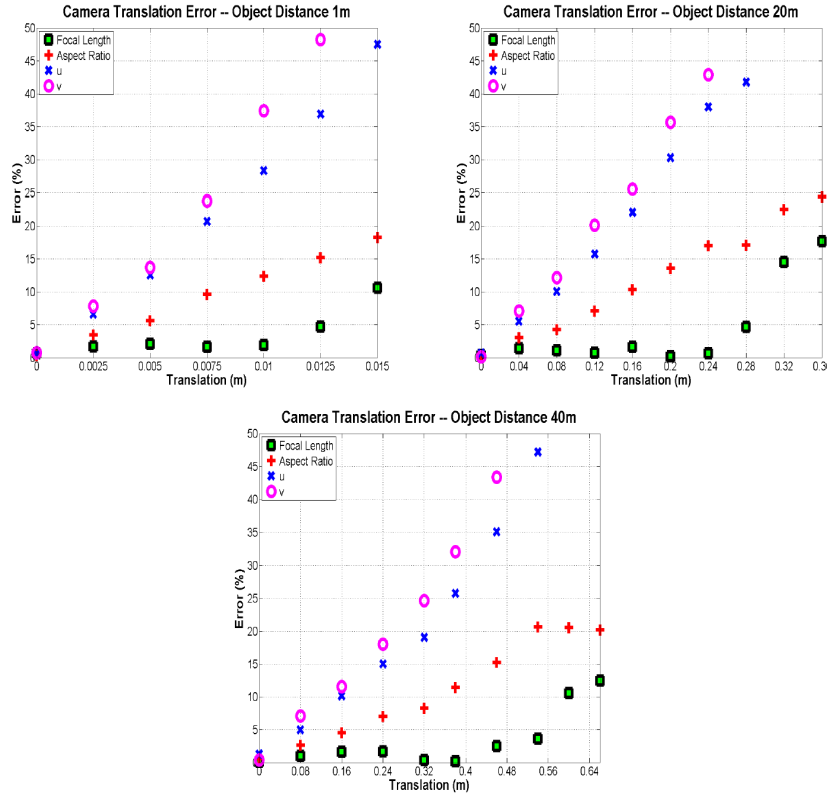 Camera Translation Error -- Object Distance 1m
50
45
40
35
30
25
20
15
10
5
0
Error (%)
Focal Length
Aspect Ratio
u
v
0 0.0025 0.005 0.0075 0.01 0.0125 0.015
Translation (m)
Camera Translation Error -- Object Distance 20m
50
45
40
35
30
25
20
15
10
5
0
Error (%)
Focal Length
Aspect Ratio
u
v
0 0.04 0.08 0.12 0.16 0.2 0.24 0.28 0.32 0.36
Translation (m)
Camera Translation Error -- Object Distance 40m
50
45
40
35
30
25
20
15
10
5
0
Error (%)
Focal Length
Aspect Ratio
u
v
0 0.08 0.16 0.24 0.32 0.4 0.48 0.56 0.64
Translation (m)